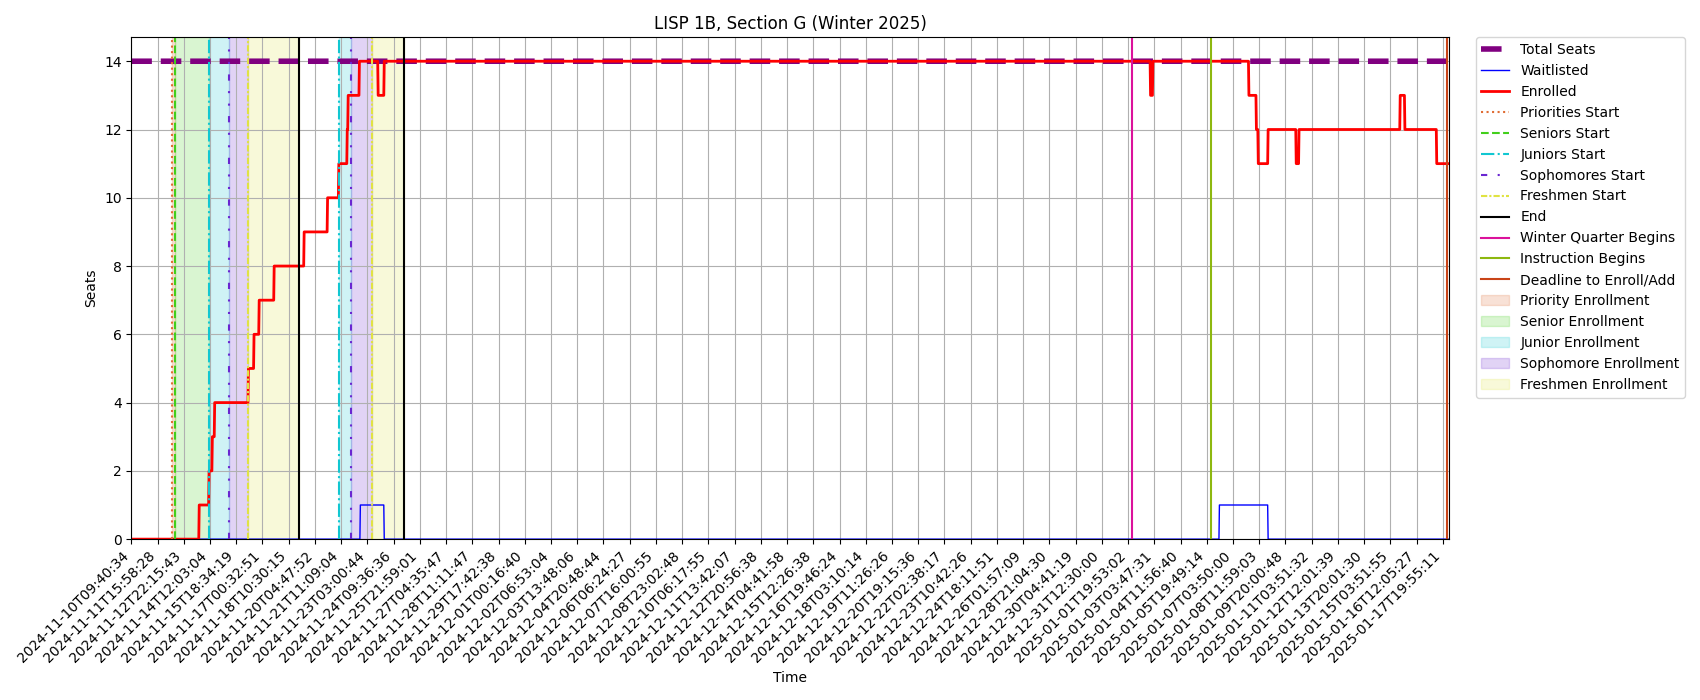 LISP 1B, Section G (Winter 2025)
Seats
14
12
10
8
6
4
2
0
2024-11-10T09:40:34
2024-11-11T15:58:28
2024-11-12T22:15:43
2024-11-14T12:03:04
2024-11-15T18:34:19
2024-11-17T00:32:51
2024-11-18T10:30:15
2024-11-20T04:47:52
2024-11-21T11:09:04
2024-11-23T03:00:44
2024-11-24T09:36:36
2024-11-25T21:59:01
2024-11-27T04:35:47
2024-11-28T11:11:47
2024-11-29T17:42:38
2024-12-01T00:16:40
2024-12-02T06:53:04
2024-12-03T13:48:06
2024-12-04T20:48:44
2024-12-06T06:24:27
2024-12-07T16:00:55
2024-12-08T23:02:48
2024-12-10T06:17:55
2024-12-11T13:42:07
2024-12-12T20:56:38
2024-12-14T04:41:58
2024-12-15T12:26:38
2024-12-16T19:46:24
2024-12-18T03:10:14
2024-12-19T11:26:26
2024-12-20T19:15:36
2024-12-22T02:38:17
2024-12-23T10:42:26
2024-12-24T18:11:51
2024-12-26T01:57:09
2024-12-28T21:04:30
2024-12-30T04:41:19
2024-12-31T12:30:00
2025-01-01T19:53:02
2025-01-03T03:47:31
2025-01-04T11:56:40
2025-01-05T19:49:14
2025-01-07T03:50:00
2025-01-08T11:59:03
2025-01-09T20:00:48
2025-01-11T03:51:32
2025-01-12T12:01:39
2025-01-13T20:01:30
2025-01-15T03:51:55
2025-01-16T12:05:27
2025-01-17T19:55:11
Time
Total Seats
Waitlisted
Enrolled
Priorities Start
Seniors Start
Juniors Start
Sophomores Start
Freshmen Start
End
Winter Quarter Begins
Instruction Begins
Deadline to Enroll/Add
Priority Enrollment
Senior Enrollment
Junior Enrollment
Sophomore Enrollment
Freshmen Enrollment